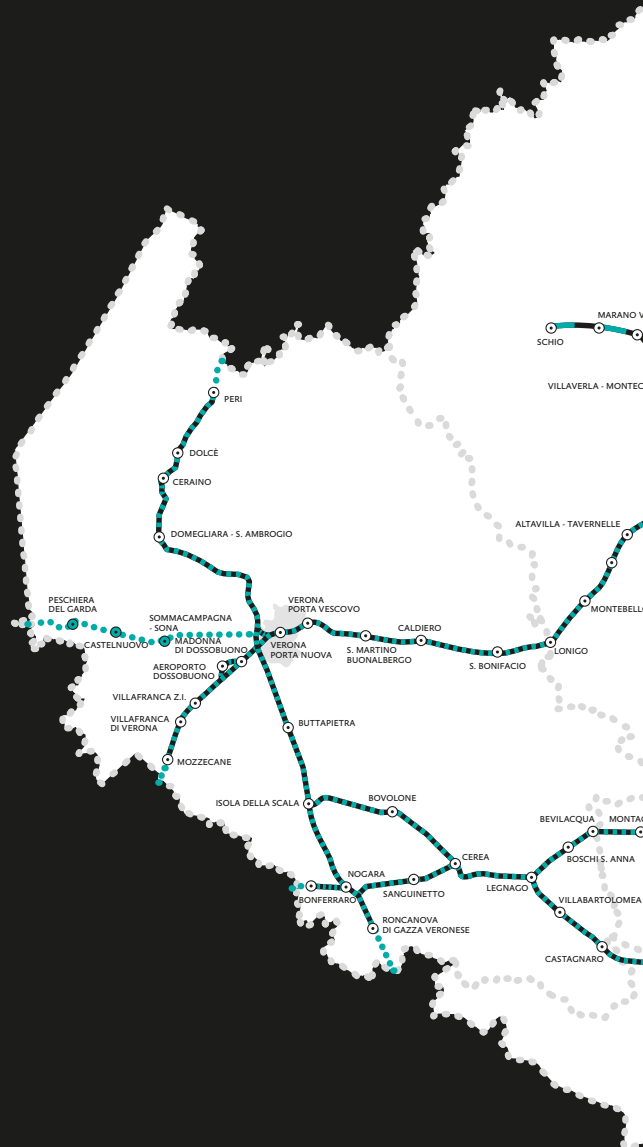 MARANO V
SCHIO
VILLAVERLA - MONTEC
PERI
DOLCÈ
CERAINO
ALTAVILLA - TAVERNELLE
DOMEGLIARA - S. AMBROGIO
PESCHIERA
DEL GARDA
VERONA
PORTA VESCOVO
MONTEBELL
SOMMACAMPAGNA
- SONA
CALDIERO
CASTELNUOVO
MADONNA
DI DOSSOBUONO
VERONA
PORTA NUOVA
S. MARTINO
BUONALBERGO
LONIGO
AEROPORTO
DOSSOBUONO
S. BONIFACIO
VILLAFRANCA Z.I.
VILLAFRANCA
DI VERONA
BUTTAPIETRA
MOZZECANE
ISOLA DELLA SCALA
BOVOLONE
BEVILACQUA
MONTAG
CEREA
BOSCHI S. ANNA
NOGARA
LEGNAGO
BONFERRARO
SANGUINETTO
VILLABARTOLOMEA
RONCANOVA
DI GAZZA VERONESE
CASTAGNARO